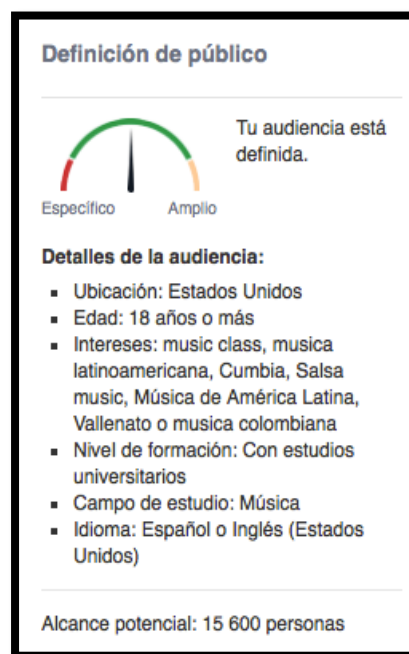 Definición de público
Tu audiencia está
definida.
Específico Amplio
Detalles de la audiencia:
▪ Ubicación: Estados Unidos
▪ Edad: 18 años o más
▪ Intereses: music class, musica
latinoamericana, Cumbia, Salsa
music, Música de América Latina,
Vallenato o musica colombiana
▪ Nivel de formación: Con estudios
universitarios
▪ Campo de estudio: Música
▪ Idioma: Español o Inglés (Estados
Unidos)
Alcance potencial: 15 600 personas